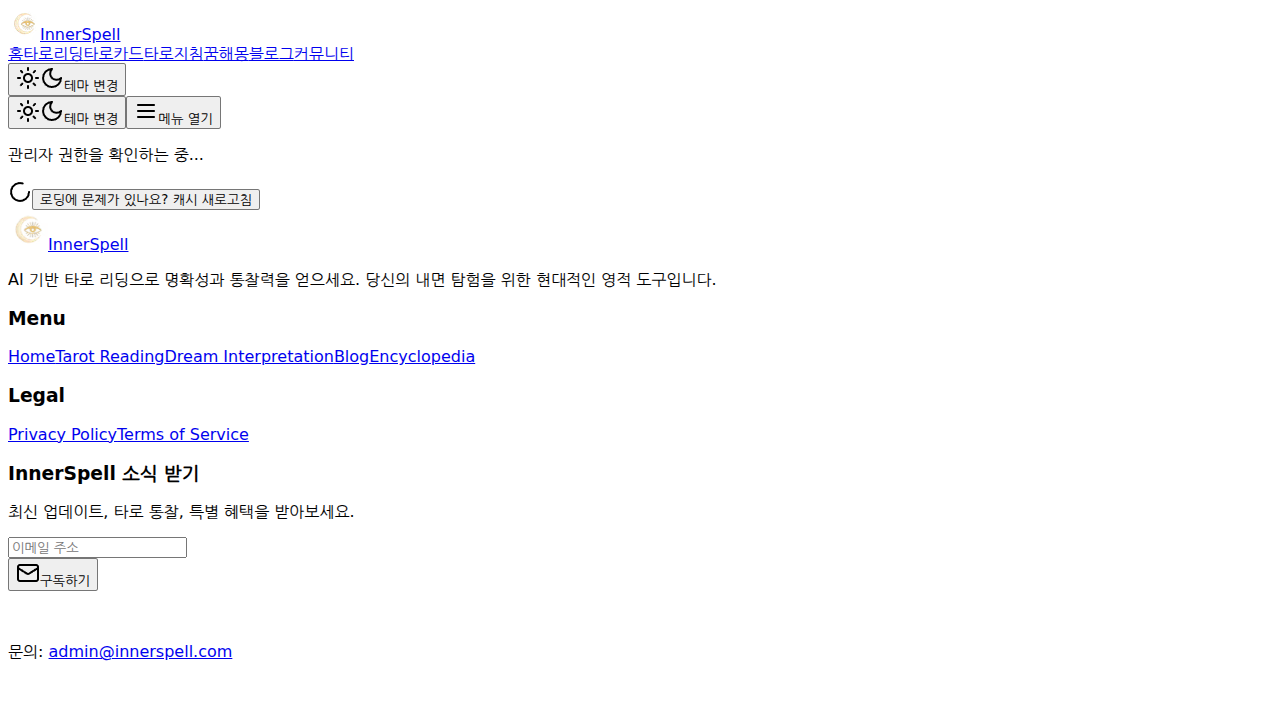 InnerSpell
홈타로리딩타로카드타로지침꿈해몽블로그커뮤니티
테마 변경
테마 변경 메뉴 열기
관리자 권한을 확인하는 중...
로딩에 문제가 있나요? 캐시 새로고침
InnerSpell
AI 기반 타로 리딩으로 명확성과 통찰력을 얻으세요. 당신의 내면 탐험을 위한 현대적인 영적 도구입니다.
Menu
HomeTarot ReadingDream InterpretationBlogEncyclopedia
Legal
Privacy PolicyTerms of Service
InnerSpell 소식 받기
최신 업데이트, 타로 통찰, 특별 혜택을 받아보세요.
이메일 주소
구독하기
문의: admin@innerspell.com